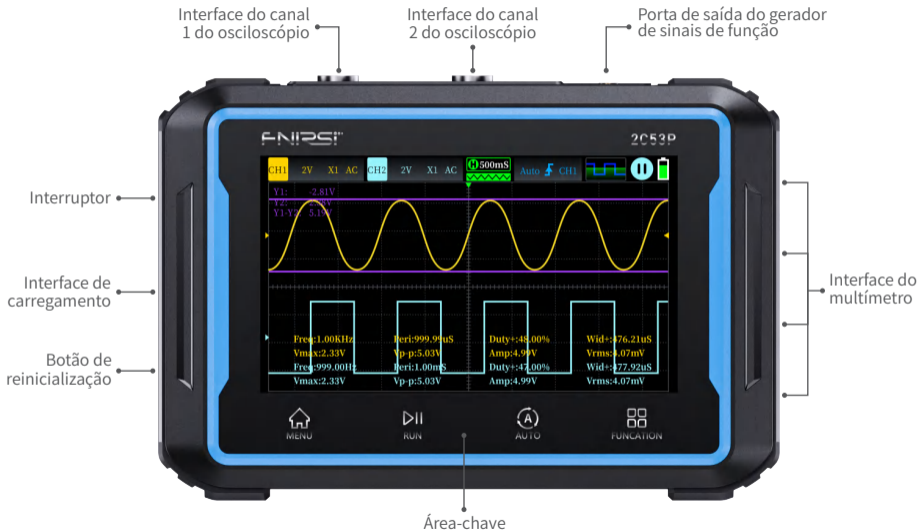 Interface do canal
1 do osciloscópio
Interface do canal
2 do osciloscópio
Porta de saída do gerador
de sinais de função
FNIRSI
2C53P
CH1 2V X1 AC CH2 2V X1 AC H 500mS Auto CH1
Y1: -2.81V
Y2:
Y1-Y2: 5.19V
Interruptor
Interface de
carregamento
Botão de
reinicialização
Interface do
multímetro
Freq:1.00KHz Peri:999.99uS Duty+:48.00% Wid+:476.21uS
Vmax:2.33V Vp-p:5.03V Amp:4.99V Vrms:4.07mV
Freq:999.00Hz Peri:1.00mS Duty+:47.00% Wid+:477.92uS
Vmax:2.33V Vp-p:5.03V Amp:4.99V Vrms:4.07mV
MENU RUN A AUTO FUNCATION
Área-chave